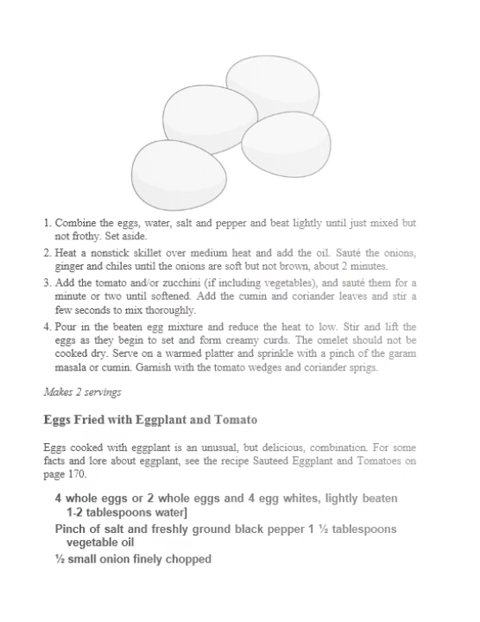 1. Combine the eggs, water, salt and pepper and beat lightly until just mixed but
not frothy. Set aside.
2. Heat a nonstick skillet over medium heat and add the oil. Sauté the onions,
ginger and chiles until the onions are soft but not brown, about 2 minutes.
3. Add the tomato and/or zucchini (if including vegetables), and sauté them for a
minute or two until softened. Add the cumin and coriander leaves and stir a
few seconds to mix thoroughly.
4. Pour in the beaten egg mixture and reduce the heat to low. Stir and lift the
eggs as they begin to set and form creamy curds. The omelet should not be
cooked dry. Serve on a warmed platter and sprinkle with a pinch of the garam
masala or cumin. Garnish with the tomato wedges and coriander sprigs.
Makes 2 servings
Eggs Fried with Eggplant and Tomato
Eggs cooked with eggplant is an unusual, but delicious, combination. For some
facts and lore about eggplant, see the recipe Sauteed Eggplant and Tomatoes on
page 170.
4 whole eggs or 2 whole eggs and 4 egg whites, lightly beaten
1-2 tablespoons water]
Pinch of salt and freshly ground black pepper 1 ½ tablespoons
vegetable oil
½ small onion finely chopped